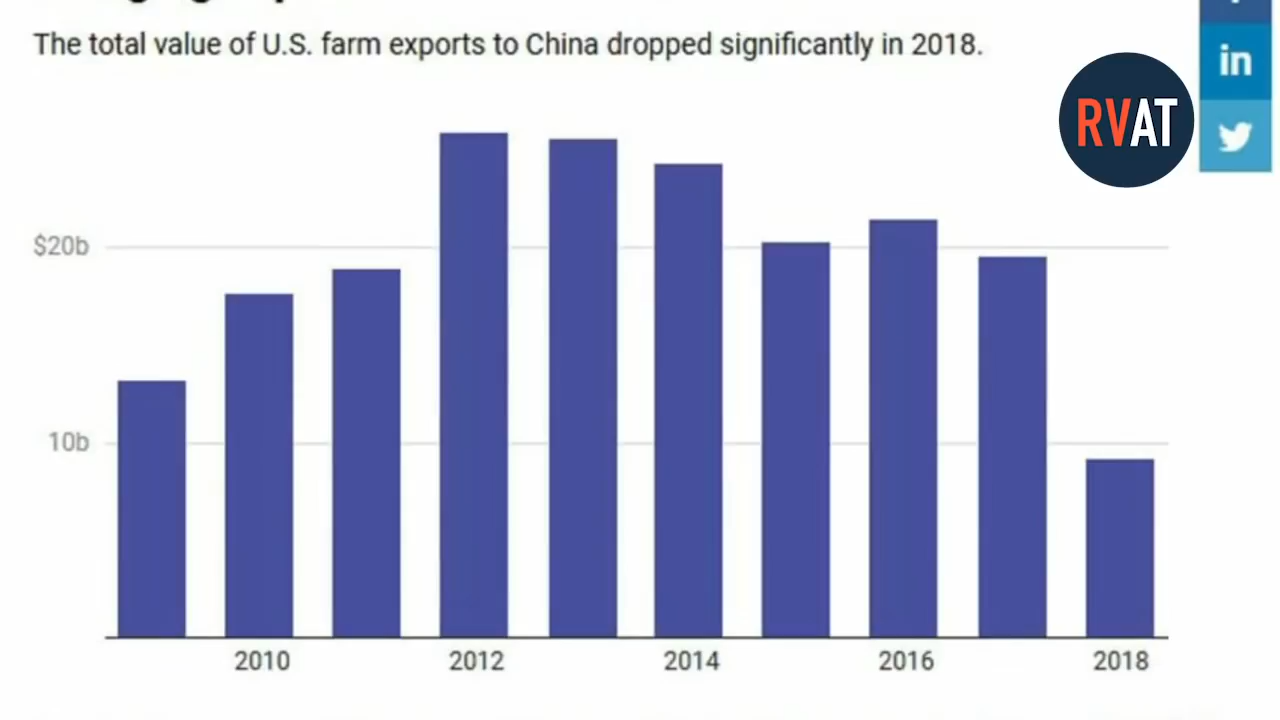 The total value of U.S. farm exports to China dropped significantly in 2018.
in
RVAT
$20b
10b
2010 2012 2014 2016 2018